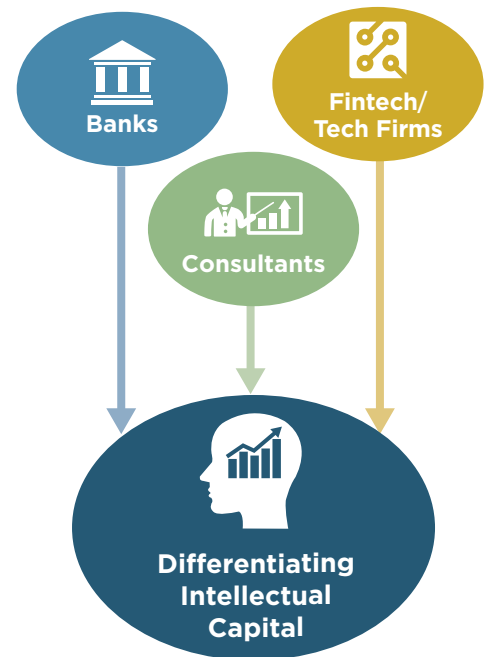 Banks
Fintech/
Tech Firms
Consultants
Differentiating
Intellectual
Capital